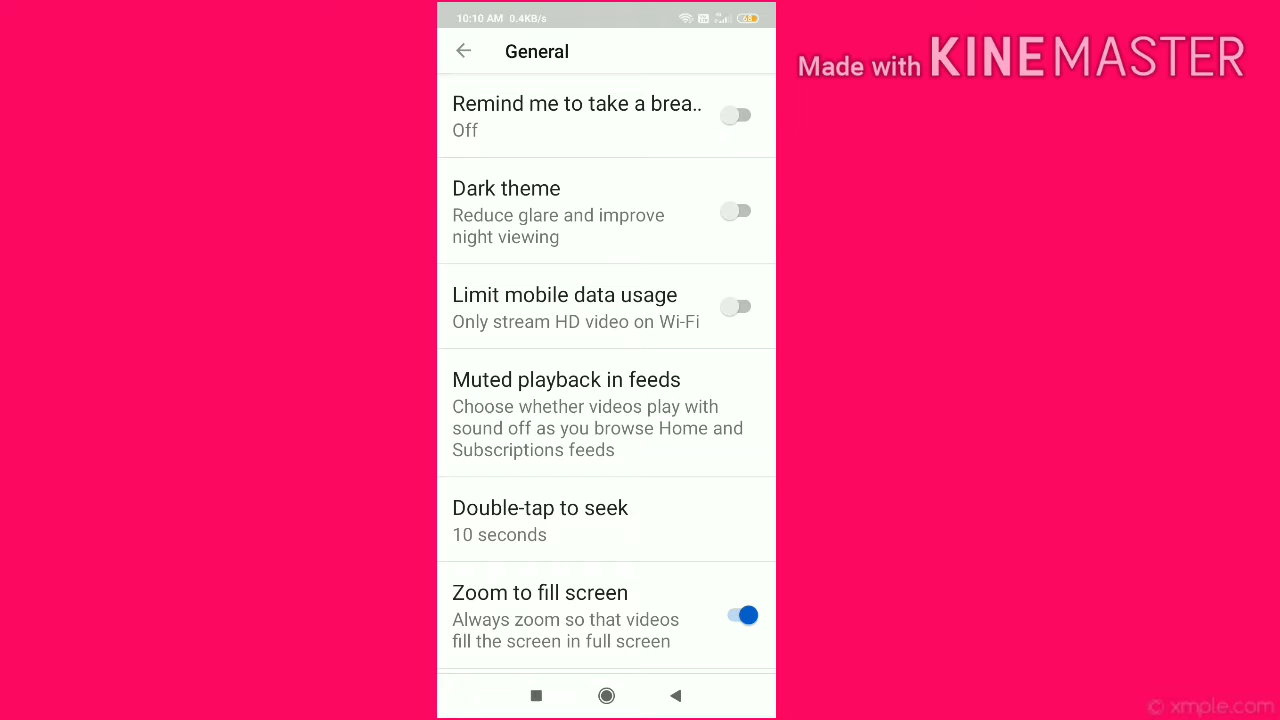 10:10 AM 0.4KB/s
Made with KINEMASTER
General
Remind me to take a brea..
Off
Dark theme
Reduce glare and improve
night viewing
Limit mobile data usage
Only stream HD video on Wi-Fi
Muted playback in feeds
Choose whether videos play with
sound off as you browse Home and
Subscriptions feeds
Double-tap to seek
10 seconds
Zoom to fill screen
Always zoom so that videos
fill the screen in full screen
© xmple.com